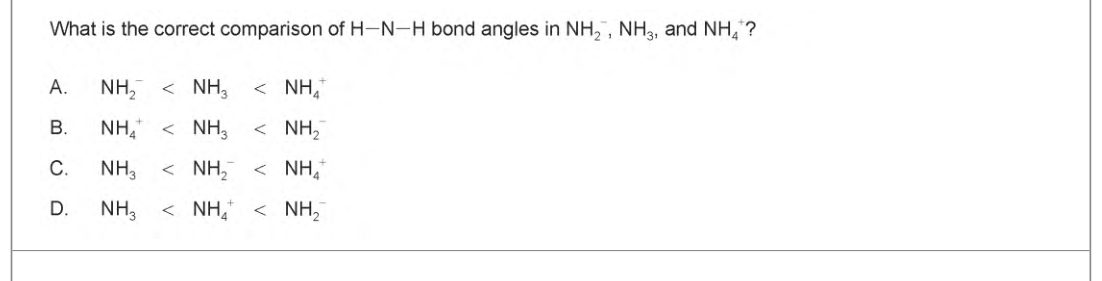 What is the correct comparison of H—N—H bond angles in NH₂⁻, NH₃, and NH₄⁺?
A. NH₂⁻ < NH₃ < NH₄⁺
B. NH₄⁺ < NH₃ < NH₂⁻
C. NH₃ < NH₂⁻ < NH₄⁺
D. NH₃ < NH₄⁺ < NH₂⁻